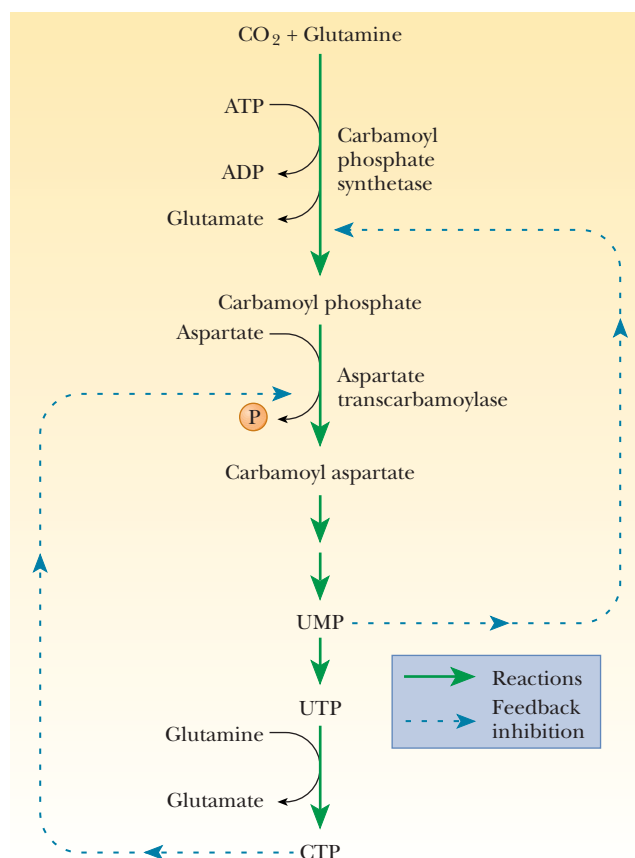 CO2 + Glutamine
ATP
Carbamoyl
phosphate
synthetase
ADP
Glutamate
Carbamoyl phosphate
Aspartate
Aspartate
transcarbamoylase
P
Carbamoyl aspartate
UMP
Reactions
Feedback
inhibition
UTP
Glutamine
Glutamate
CTP